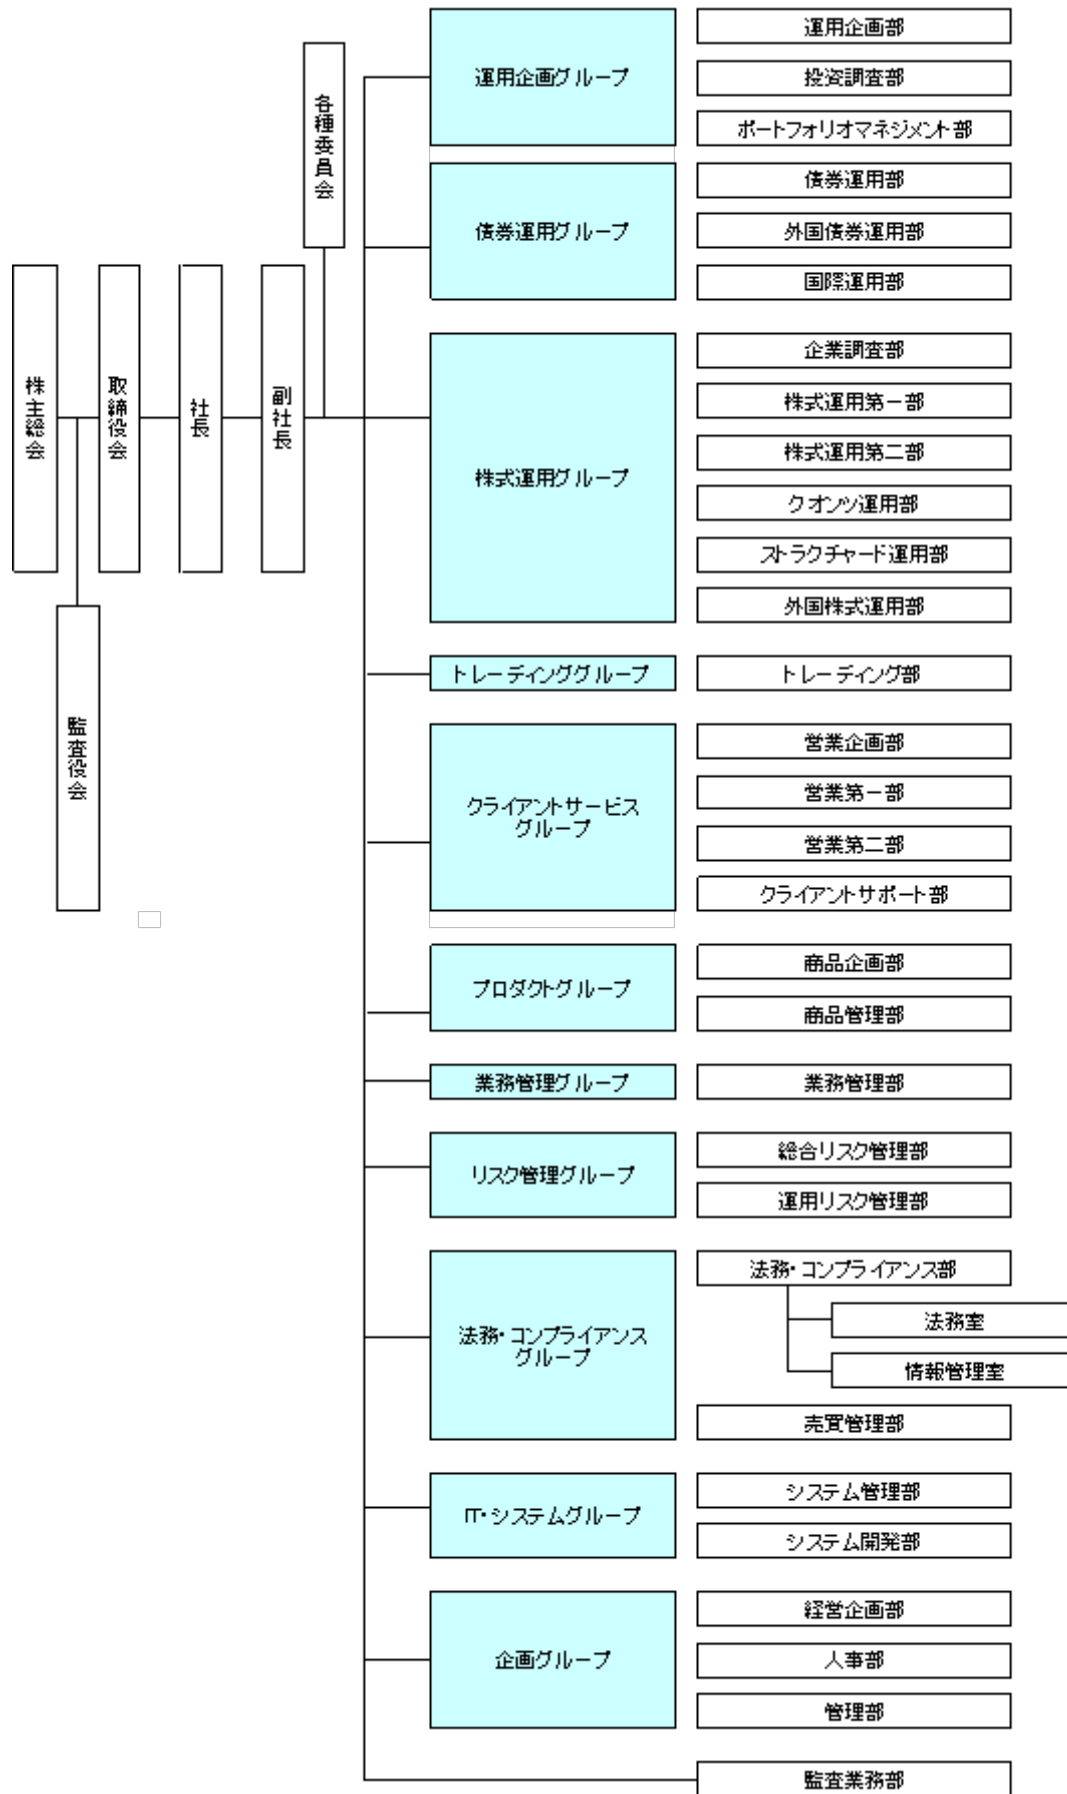 株主総会
監査役会
取締役会
社長
副社長
各種委員会
運用企画グループ
運用企画部
投資調査部
ポートフォリオマネジメント部
債券運用グループ
債券運用部
外国債券運用部
国際運用部
株式運用グループ
企業調査部
株式運用第一部
株式運用第二部
クオンツ運用部
ストラクチャード運用部
外国株式運用部
トレーディンググループ
トレーディング部
クライアントサービス
グループ
営業企画部
営業第一部
営業第二部
クライアントサポート部
プロダクトグループ
商品企画部
商品管理部
業務管理グループ
業務管理部
リスク管理グループ
総合リスク管理部
運用リスク管理部
法務・コンプライアンス
グループ
法務・コンプライアンス部
法務室
情報管理室
売買管理部
IT・システムグループ
システム管理部
システム開発部
企画グループ
経営企画部
人事部
管理部
監査業務部